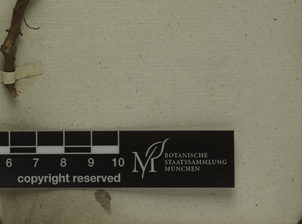 6 7 8 9 10
copyright reserved
M
BOTANISCHE
STAATSSAMMLUNG
MÜNCHEN